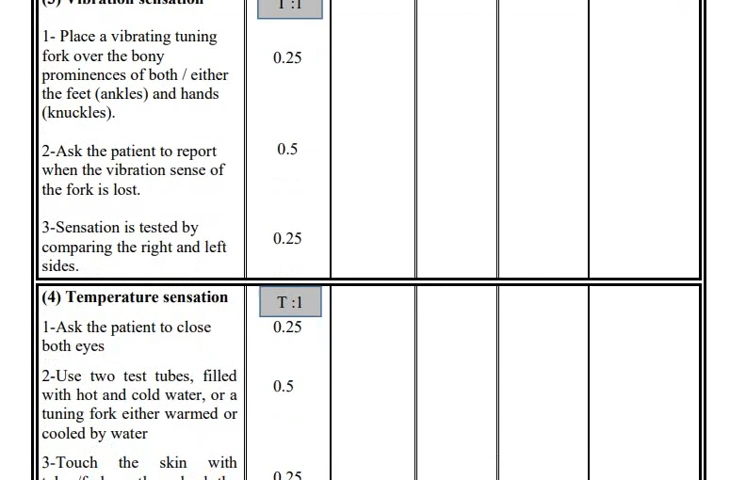 (3) Vibration sensation
T :1
1- Place a vibrating tuning
fork over the bony
prominences of both / either
the feet (ankles) and hands
(knuckles).
0.25
2-Ask the patient to report
when the vibration sense of
the fork is lost.
0.5
3-Sensation is tested by
comparing the right and left
sides.
0.25
(4) Temperature sensation
T :1
1-Ask the patient to close
both eyes
0.25
2-Use two test tubes, filled
with hot and cold water, or a
tuning fork either warmed or
cooled by water
0.5
3-Touch the skin with
0.25